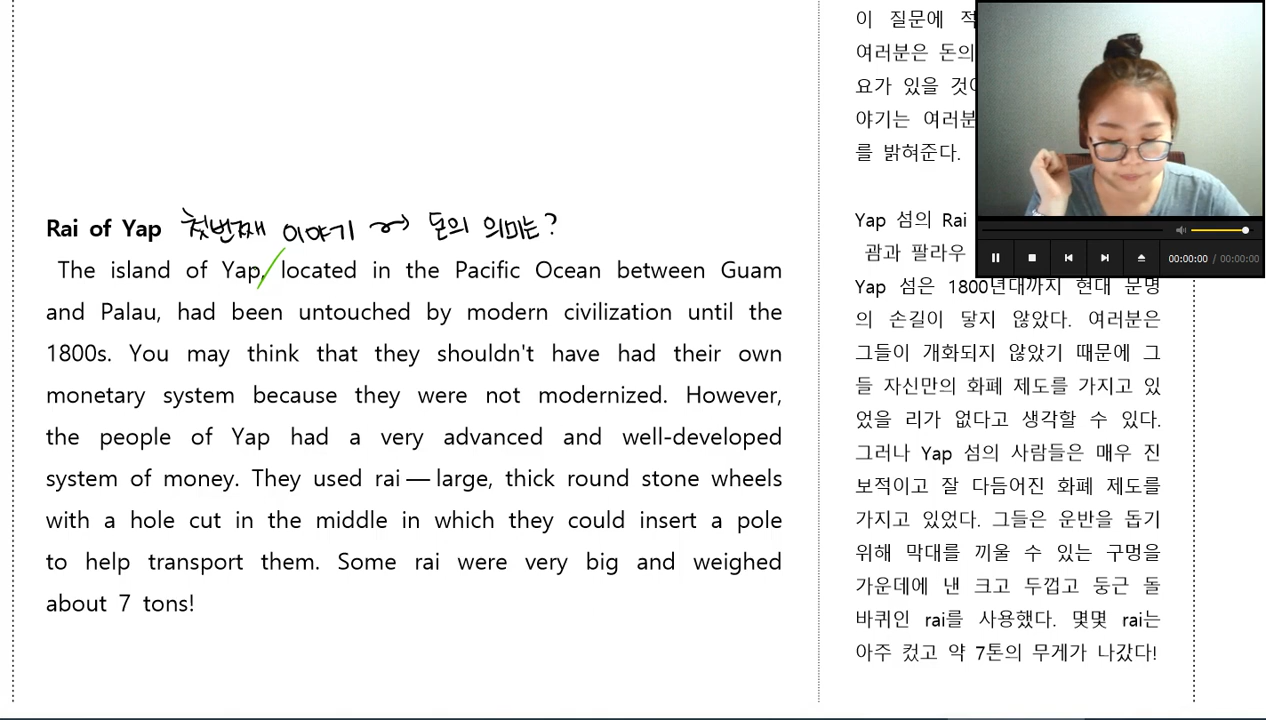 Rai of Yap 첫번째 이야기 → 돈의 의미는?
The island of Yap, located in the Pacific Ocean between Guam
and Palau, had been untouched by modern civilization until the
1800s. You may think that they shouldn't have had their own
monetary system because they were not modernized. However,
the people of Yap had a very advanced and well-developed
system of money. They used rai — large, thick round stone wheels
with a hole cut in the middle in which they could insert a pole
to help transport them. Some rai were very big and weighed
about 7 tons!
이 질문에
여러분은 돈의
요가 있을
야기는
를 밝혀준다.
Yap 섬의 Rai
괌과 팔라우
Yap 섬은 1800년대까지 현대 문명
의 손길이 닿지 않았다. 여러분은
그들이 개화되지 않았기 때문에 그
들 자신만의 화폐 제도를 가지고 있
었을 리가 없다고 생각할 수 있다.
그러나 Yap 섬의 사람들은 매우 진
보적이고 잘 다듬어진 화폐 제도를
가지고 있었다. 그들은 운반을 돕기
위해 막대를 끼울 수 있는 구멍을
가운데에 낸 크고 두껍고 둥근 돌
바퀴인 rai를 사용했다. 몇몇 rai는
아주 컸고 약 7톤의 무게가 나갔다!
00:00:00 / 00:00:00